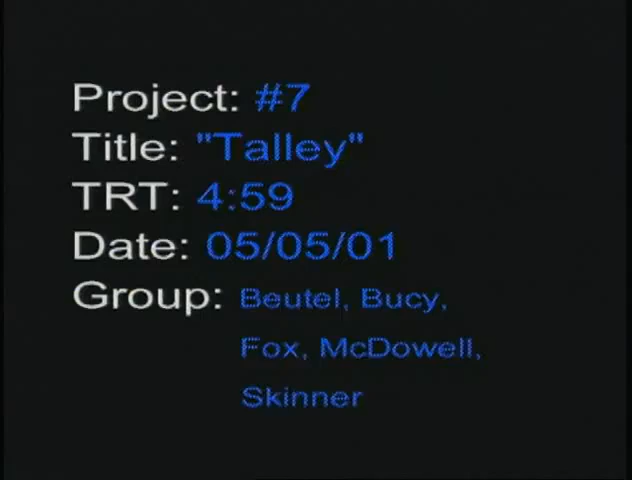 Project: #7
Title: "Talley"
TRT: 4:59
Date: 05/05/01
Group: Beutel, Bucy,
Fox, McDowell,
Skinner